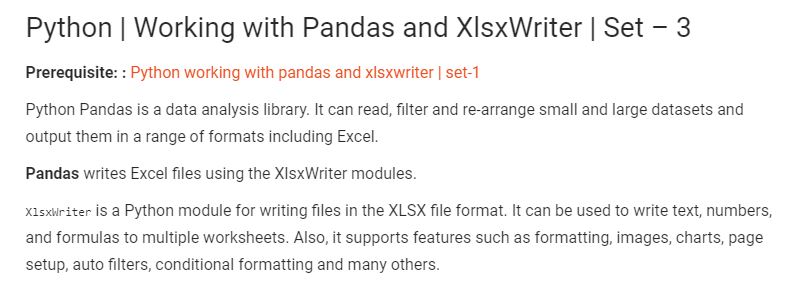 Python | Working with Pandas and XlsxWriter | Set – 3
Prerequisite: : Python working with pandas and xlsxwriter | set-1
Python Pandas is a data analysis library. It can read, filter and re-arrange small and large datasets and
output them in a range of formats including Excel.
Pandas writes Excel files using the XlsxWriter modules.
XlsxWriter is a Python module for writing files in the XLSX file format. It can be used to write text, numbers,
and formulas to multiple worksheets. Also, it supports features such as formatting, images, charts, page
setup, auto filters, conditional formatting and many others.